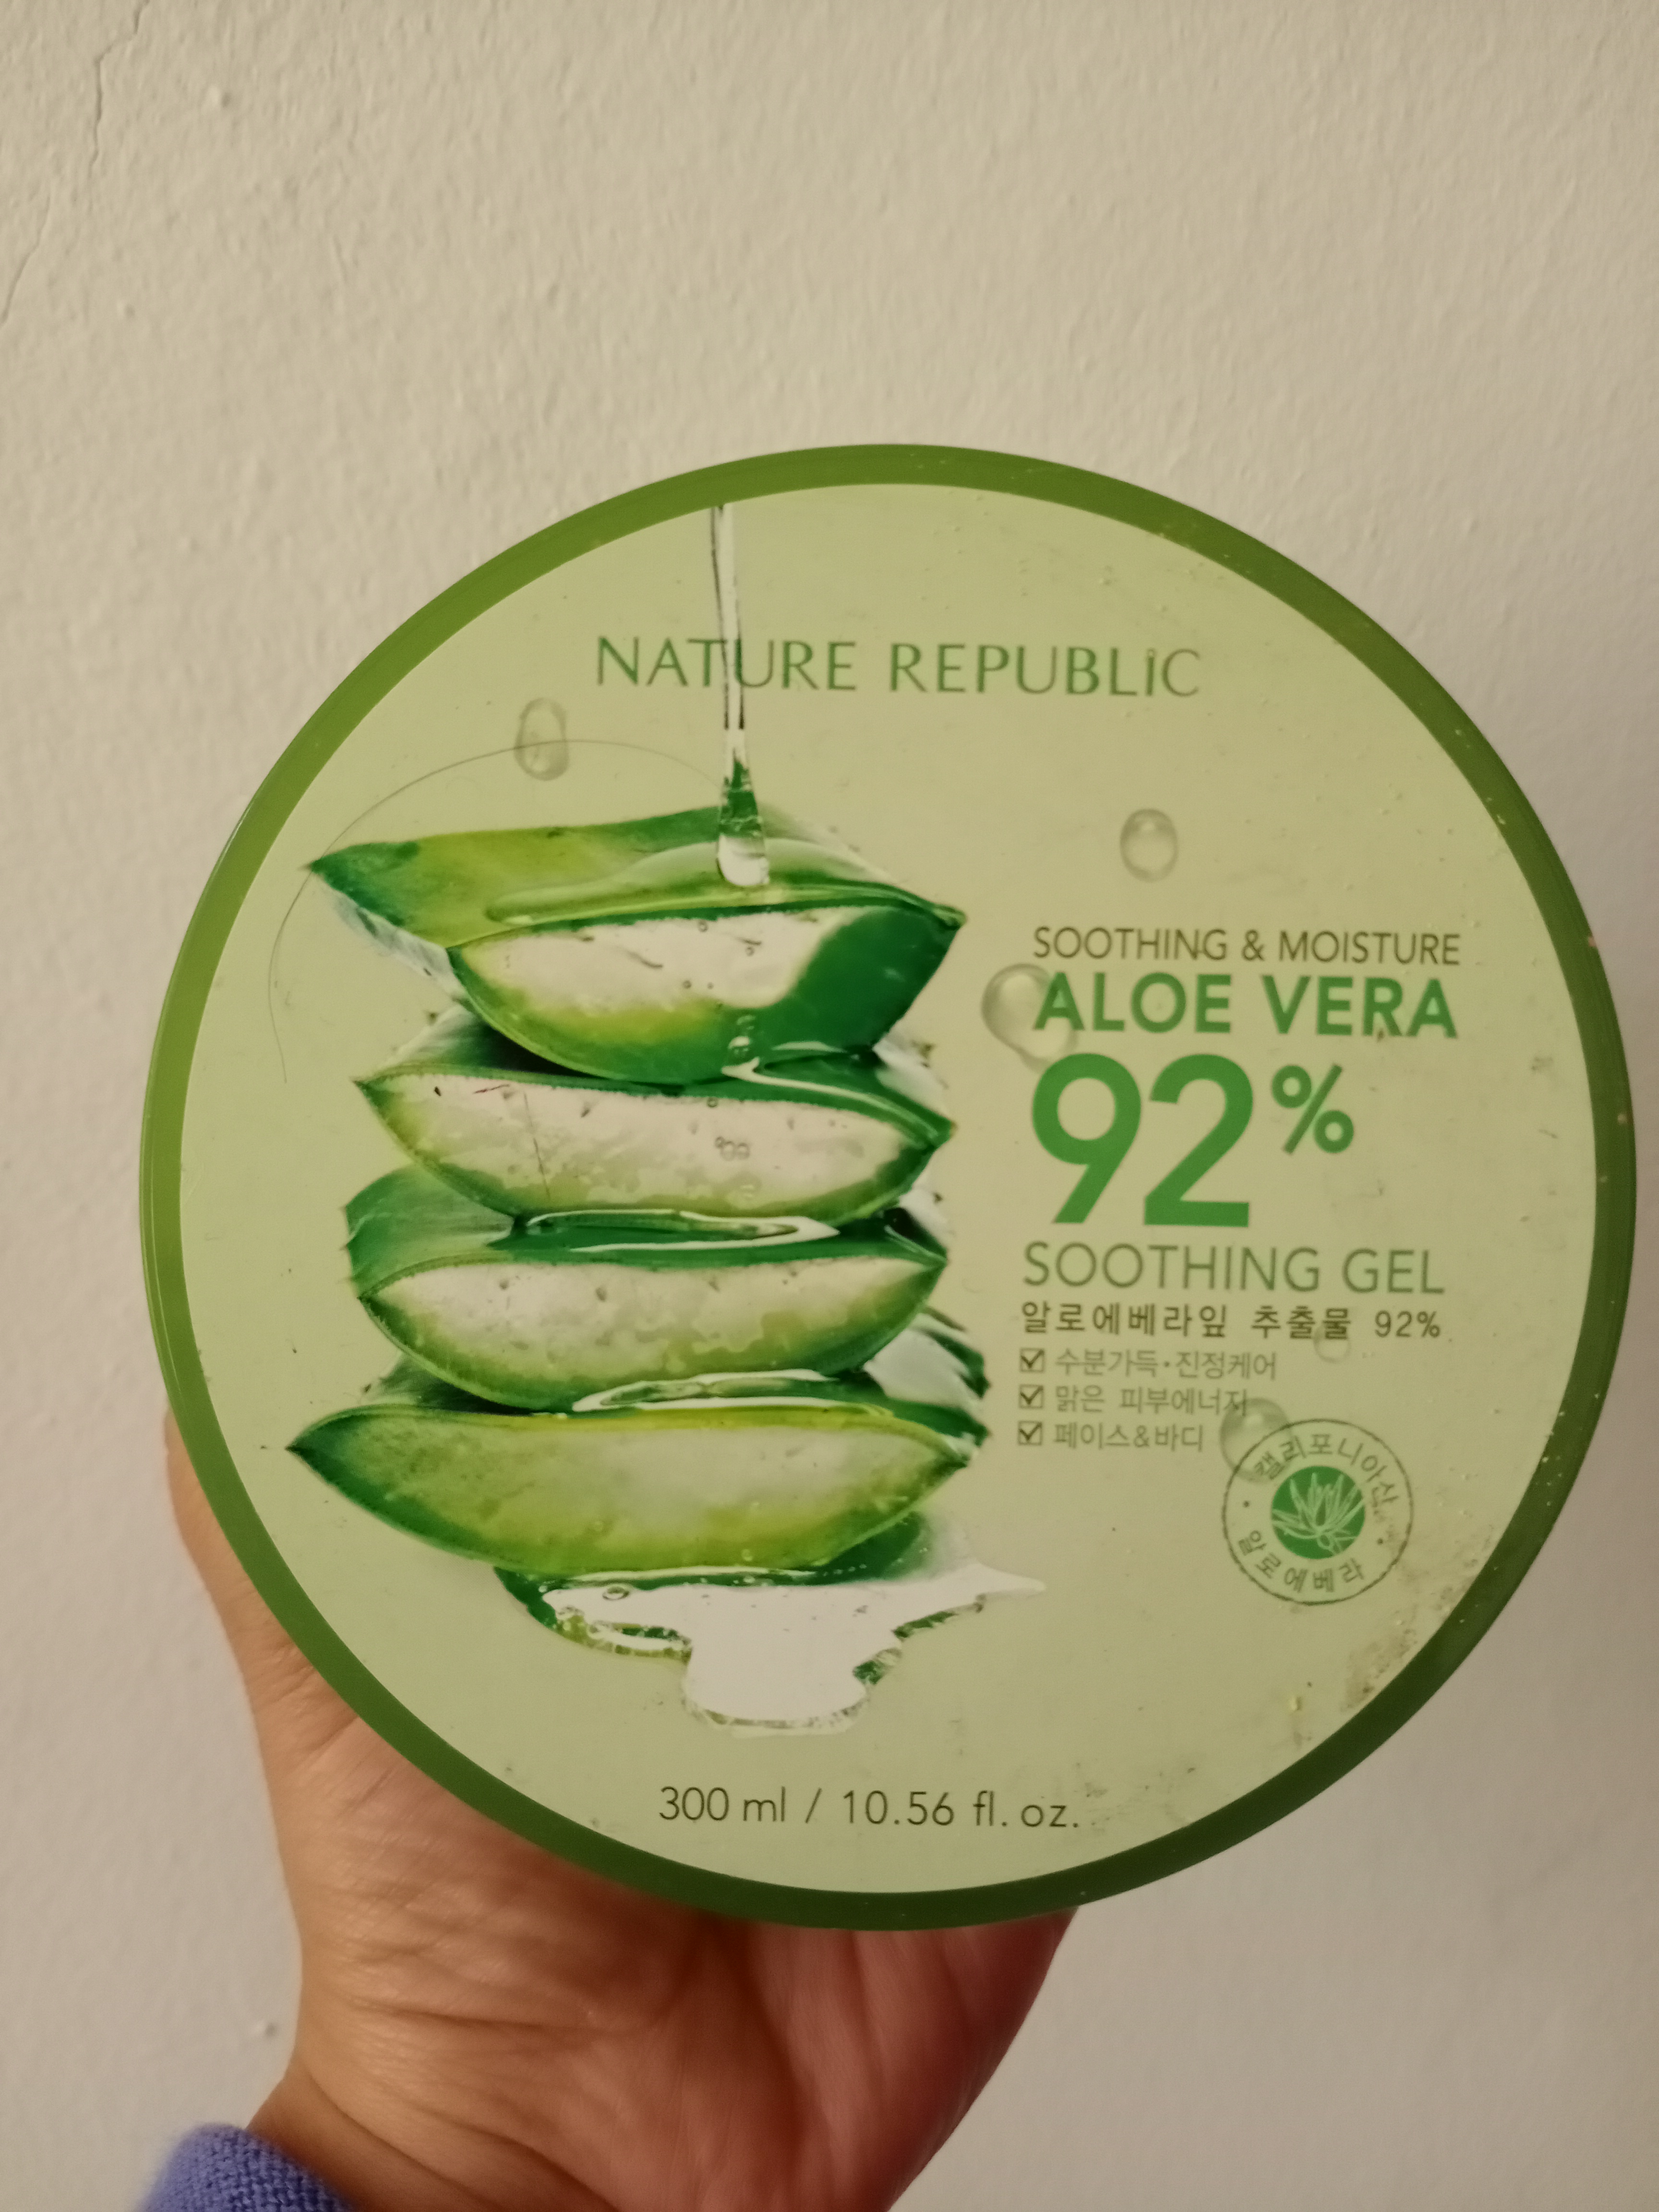 NATURE REPUBLIC
SOOTHING & MOISTURE
ALOE VERA
92%
SOOTHING GEL
알로에베라잎 추출물 92%
수분가득·진정케어
맑은 피부에너지
페이스&바디
캘리포니아산
알로에베라
300 ml / 10.56 fl. oz.